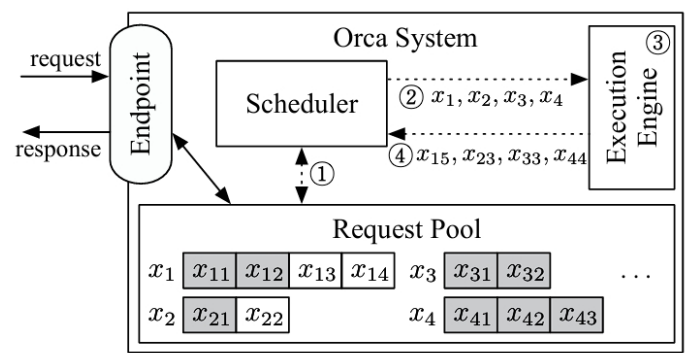 Orca System
request
response
Endpoint
Scheduler
② x₁, x₂, x₃, x₄
④ x₁₅, x₂₃, x₃₃, x₄₄
③
Execution
Engine
①
Request Pool
x₁ x₁₁ x₁₂ x₁₃ x₁₄ x₃ x₃₁ x₃₂ ...
x₂ x₂₁ x₂₂ x₄ x₄₁ x₄₂ x₄₃